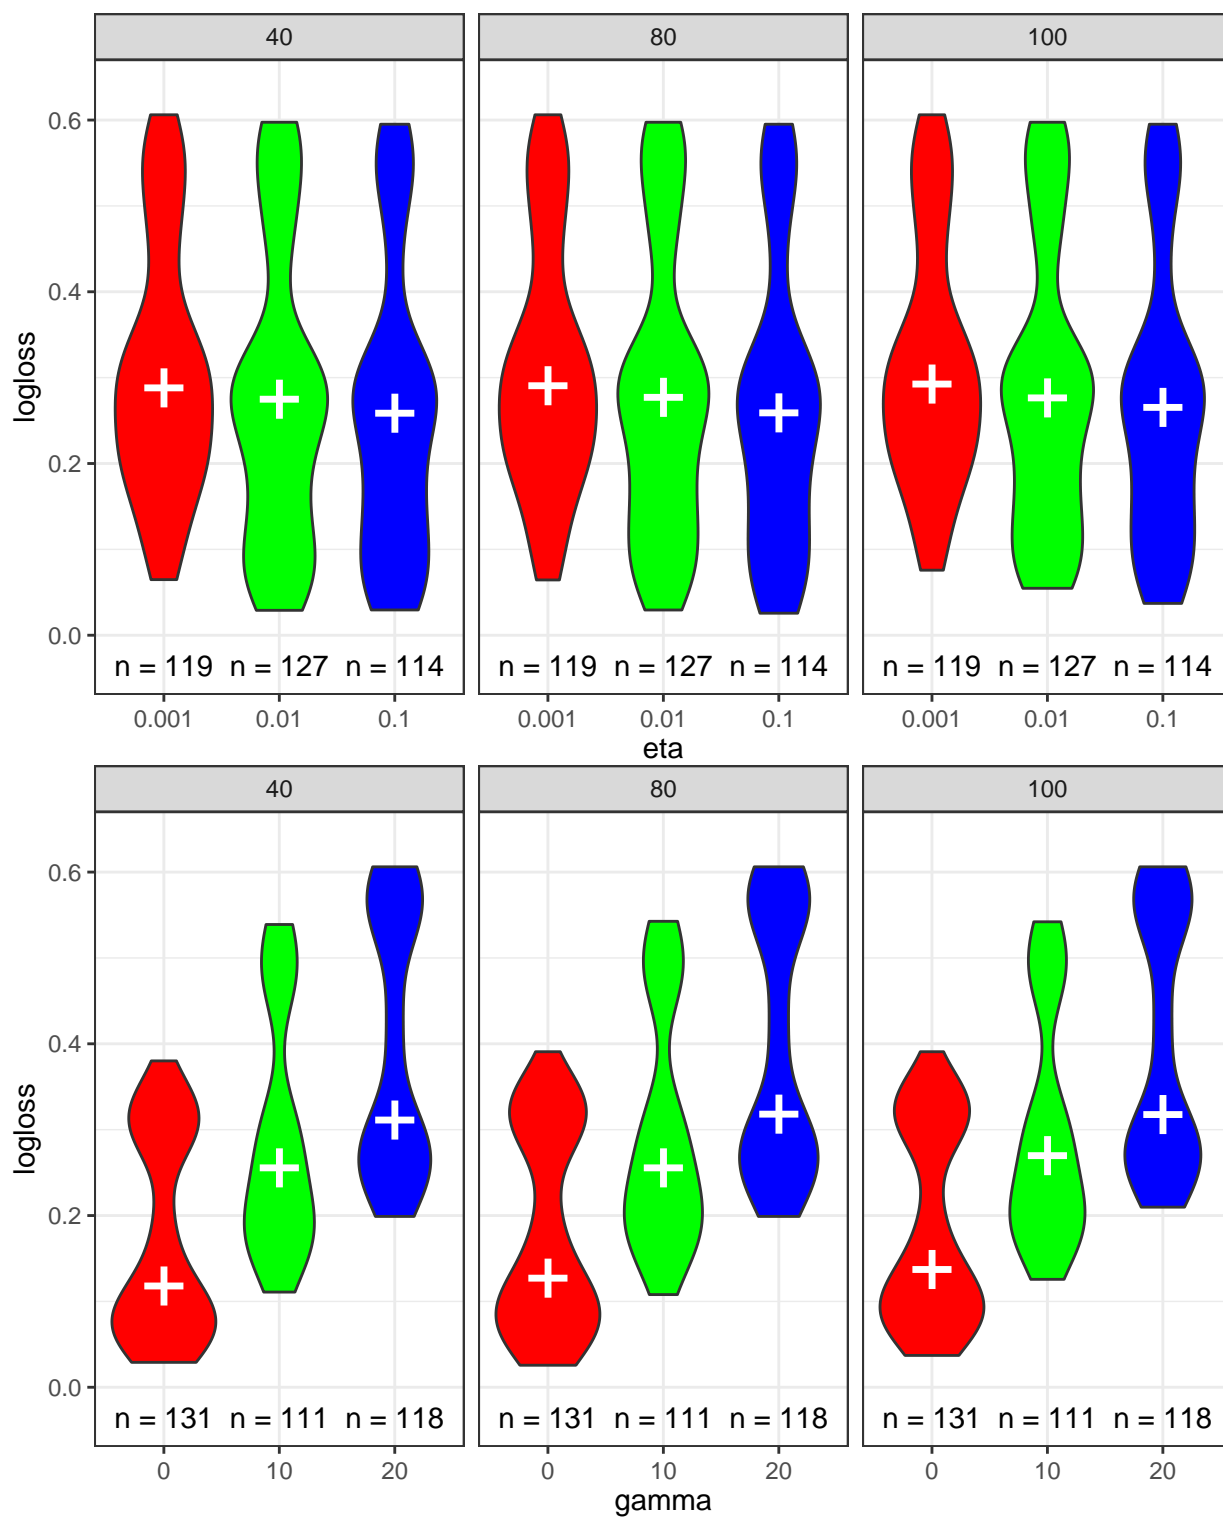 40 80 100
0.6
0.4
0.2
0.0
logloss
n = 119 n = 127 n = 114 n = 119 n = 127 n = 114 n = 119 n = 127 n = 114
0.001 0.01 0.1 0.001 0.01 0.1 0.001 0.01 0.1
eta
40 80 100
0.6
0.4
0.2
0.0
logloss
n = 131 n = 111 n = 118 n = 131 n = 111 n = 118 n = 131 n = 111 n = 118
0 10 20 0 10 20 0 10 20
gamma